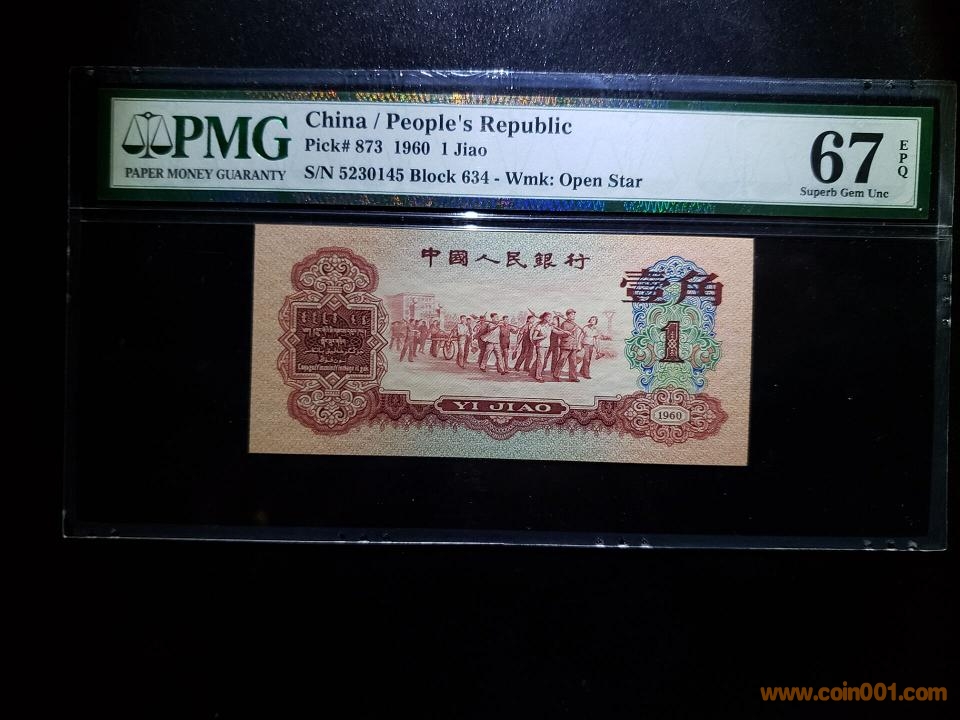 PMG
PAPER MONEY GUARANTY
China / People's Republic
Pick# 873 1960 1 Jiao
S/N 5230145 Block 634 - Wmk: Open Star
67
EPQ
Superb Gem Unc
中國人民銀行
壹角
1
YI JIAO
1960
www.coin001.com